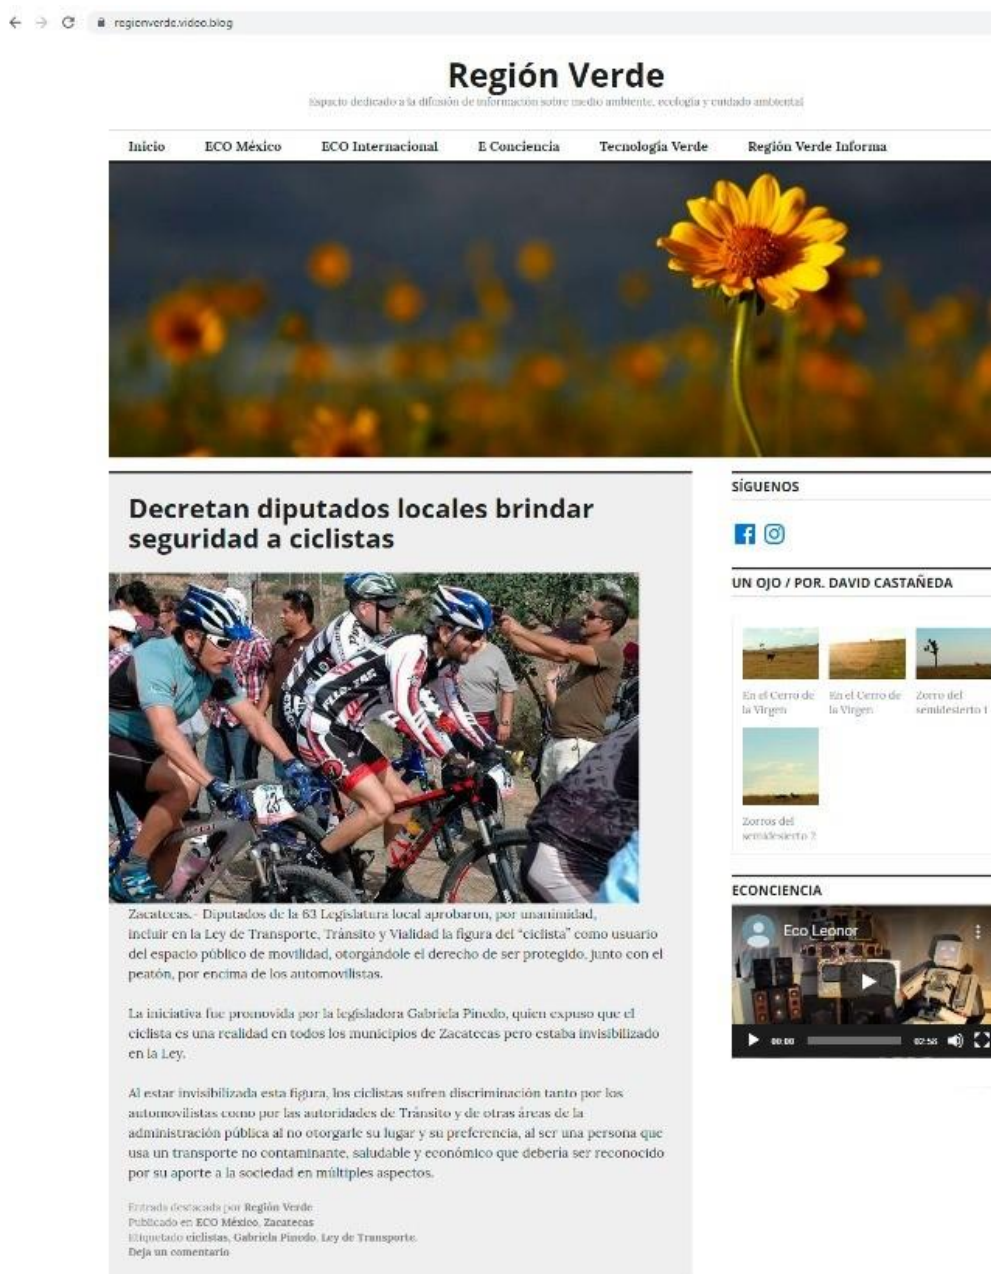 regionverde.video.blog
Región Verde
Espacio dedicado a la difusión de información sobre medio ambiente, ecología y cuidado ambiental
Inicio ECO México ECO Internacional E Conciencia Tecnología Verde Región Verde Informa
Decretan diputados locales brindar
seguridad a ciclistas
Zacatecas.- Diputados de la 63 Legislatura local aprobaron, por unanimidad,
incluir en la Ley de Transporte, Tránsito y Vialidad la figura del “ciclista” como usuario
del espacio público de movilidad, otorgándole el derecho de ser protegido, junto con el
peatón, por encima de los automovilistas.
La iniciativa fue promovida por la legisladora Gabriela Pinedo, quien expuso que el
ciclista es una realidad en todos los municipios de Zacatecas pero estaba invisibilizado
en la Ley.
Al estar invisibilizada esta figura, los ciclistas sufren discriminación tanto por los
automovilistas como por las autoridades de Tránsito y de otras áreas de la
administración pública al no otorgarle su lugar y su preferencia, al ser una persona que
usa un transporte no contaminante, saludable y económico que debería ser reconocido
por su aporte a la sociedad en múltiples aspectos.
Entrada destacada por Región Verde
Publicado en ECO México, Zacatecas
Etiquetado ciclistas, Gabriela Pinedo, Ley de Transporte.
Deja un comentario
SÍGUENOS
UN OJO / POR. DAVID CASTAÑEDA
En el Cerro de
la Virgen
En el Cerro de
la Virgen
Zorro del
semidesierto 1
Zorros del
semidesierto 2
ECONCIENCIA
Eco Leonor
00:00 02:58